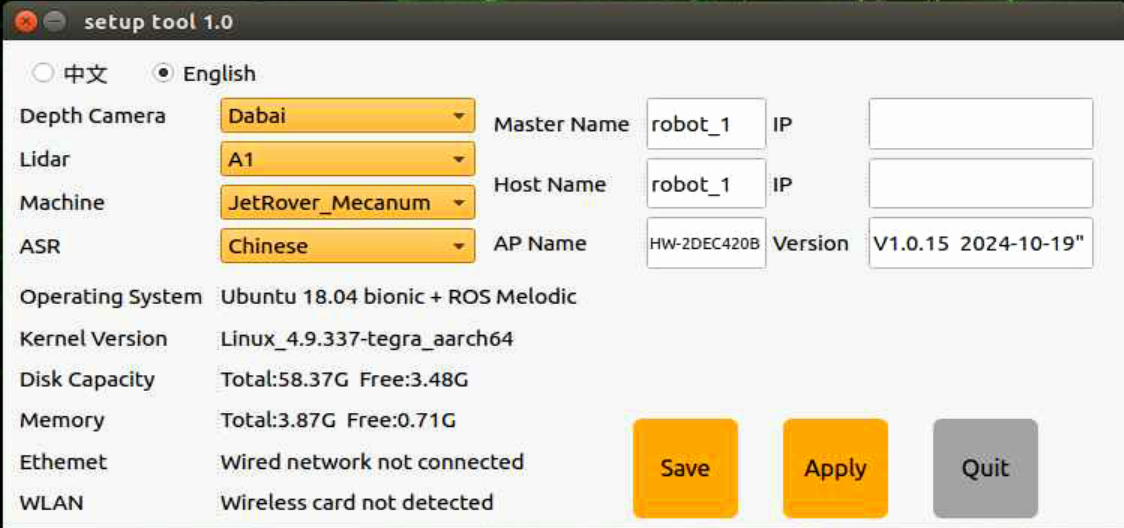 setup tool 1.0
中文 English
Depth Camera Dabai
Master Name robot_1 IP
Lidar A1
Host Name robot_1 IP
Machine JetRover_Mecanum
ASR Chinese
AP Name HW-2DEC420B Version V1.0.15 2024-10-19"
Operating System Ubuntu 18.04 bionic + ROS Melodic
Kernel Version Linux_4.9.337-tegra_aarch64
Disk Capacity Total:58.37G Free:3.48G
Memory Total:3.87G Free:0.71G
Ethemet Wired network not connected
WLAN Wireless card not detected
Save Apply Quit